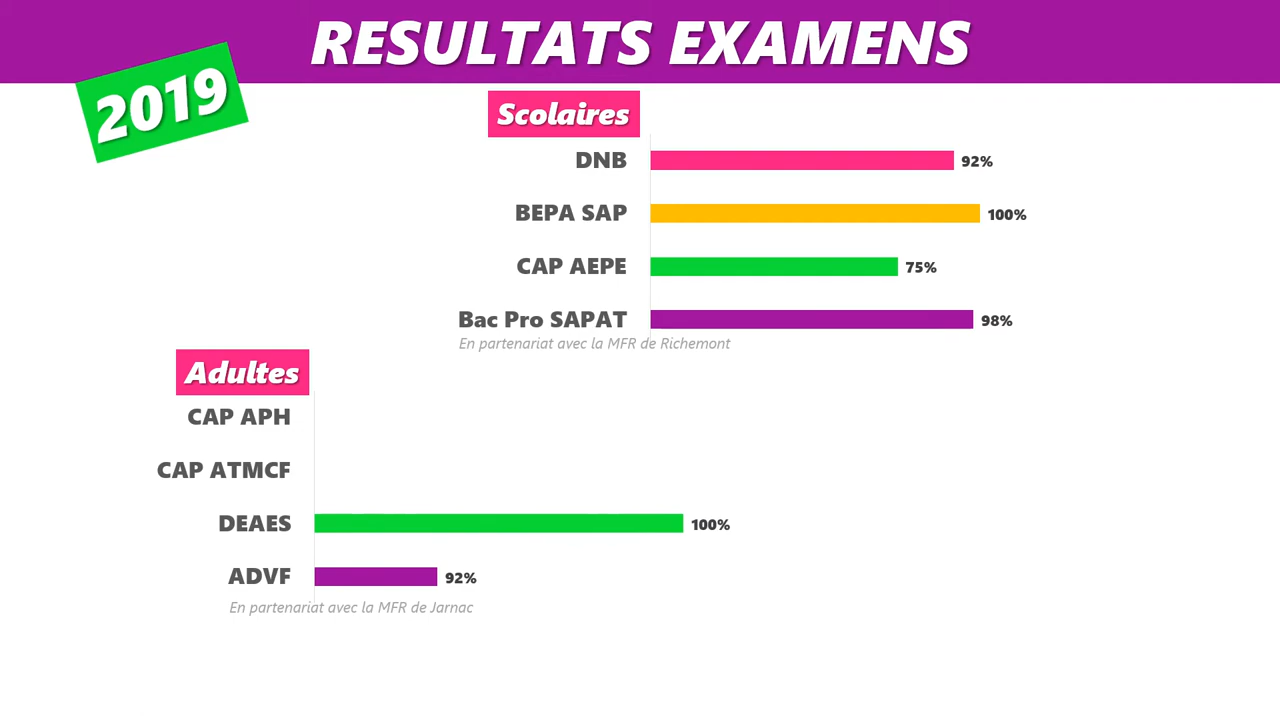 RESULTATS EXAMENS
2019
Scolaires
DNB 92%
BEPA SAP 100%
CAP AEPE 75%
Bac Pro SAPAT 98%
En partenariat avec la MFR de Richemont
Adultes
CAP APH
CAP ATMCF
DEAES 100%
ADVF 92%
En partenariat avec la MFR de Jarnac